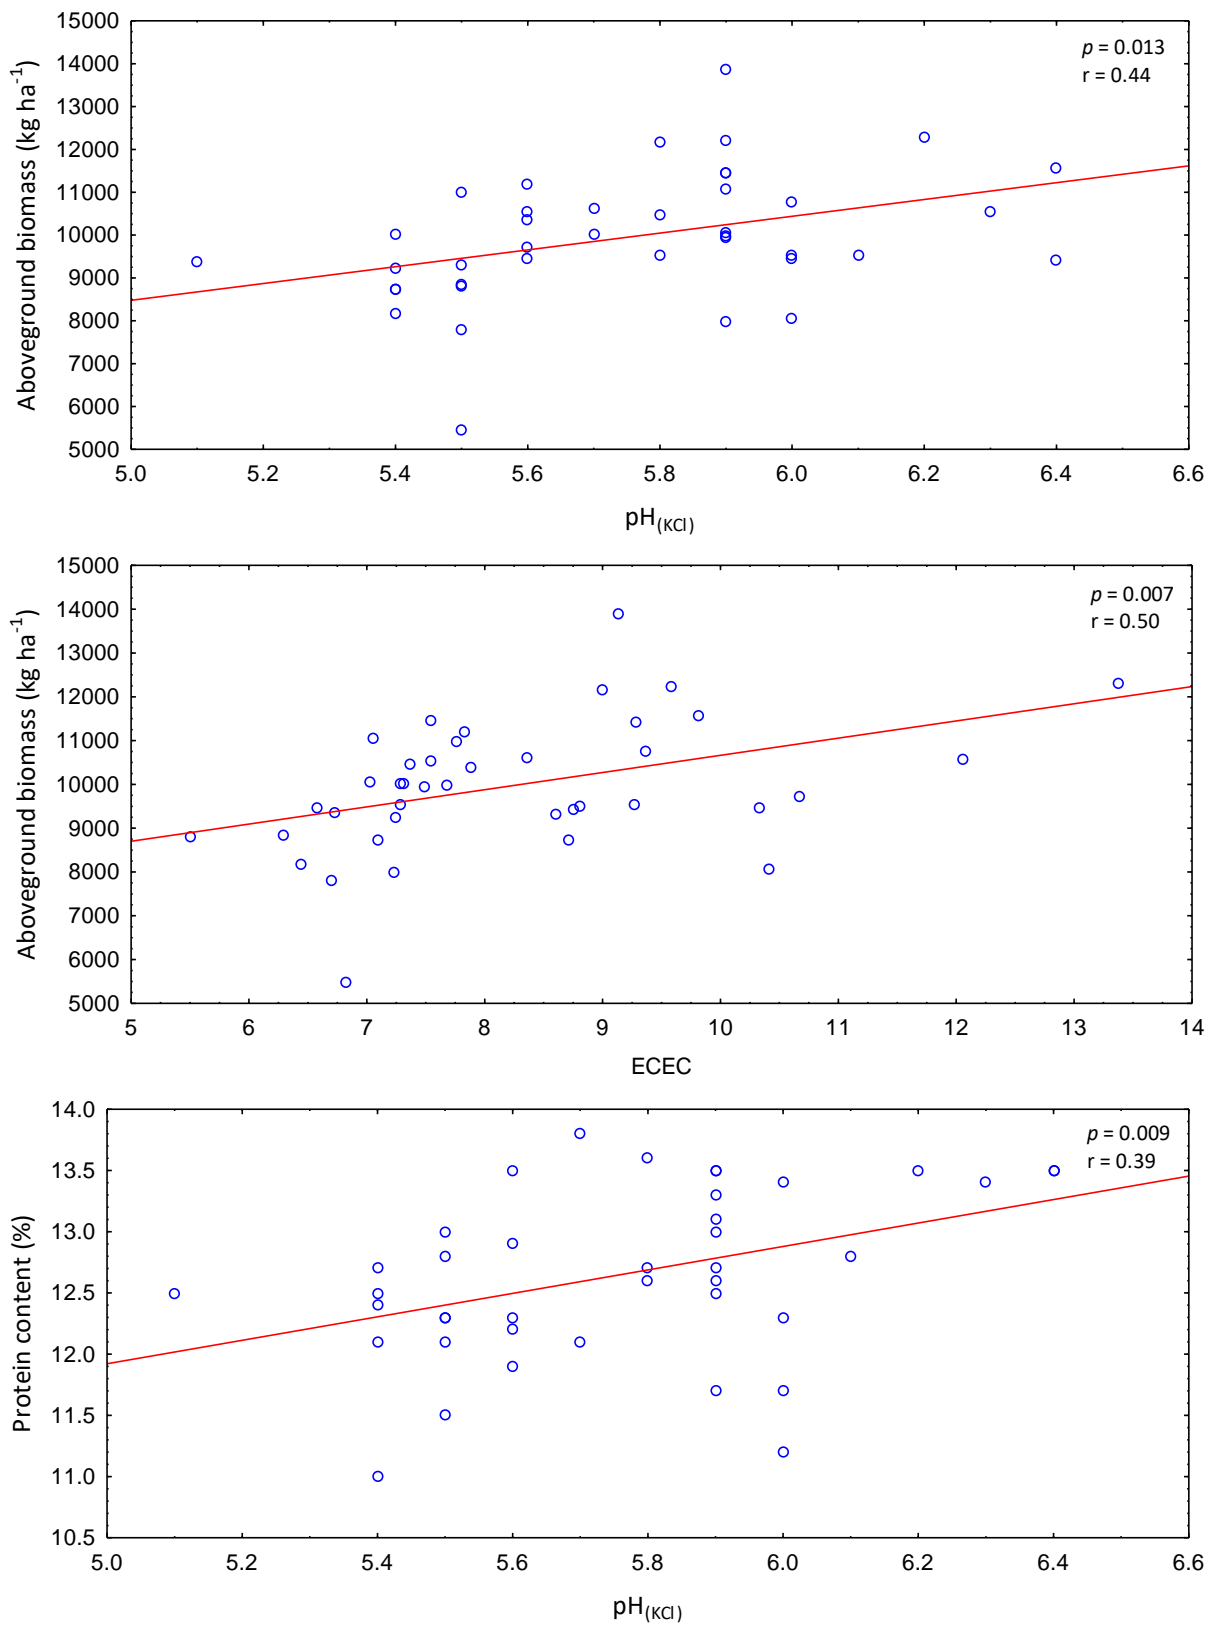 15000
14000
13000
12000
11000
10000
9000
8000
7000
6000
5000
Aboveground biomass (kg ha⁻¹)
p = 0.013
r = 0.44
5.0 5.2 5.4 5.6 5.8 6.0 6.2 6.4 6.6
pH(KCl)
15000
14000
13000
12000
11000
10000
9000
8000
7000
6000
5000
Aboveground biomass (kg ha⁻¹)
p = 0.007
r = 0.50
5 6 7 8 9 10 11 12 13 14
ECEC
14.0
13.5
13.0
12.5
12.0
11.5
11.0
10.5
Protein content (%)
p = 0.009
r = 0.39
5.0 5.2 5.4 5.6 5.8 6.0 6.2 6.4 6.6
pH(KCl)